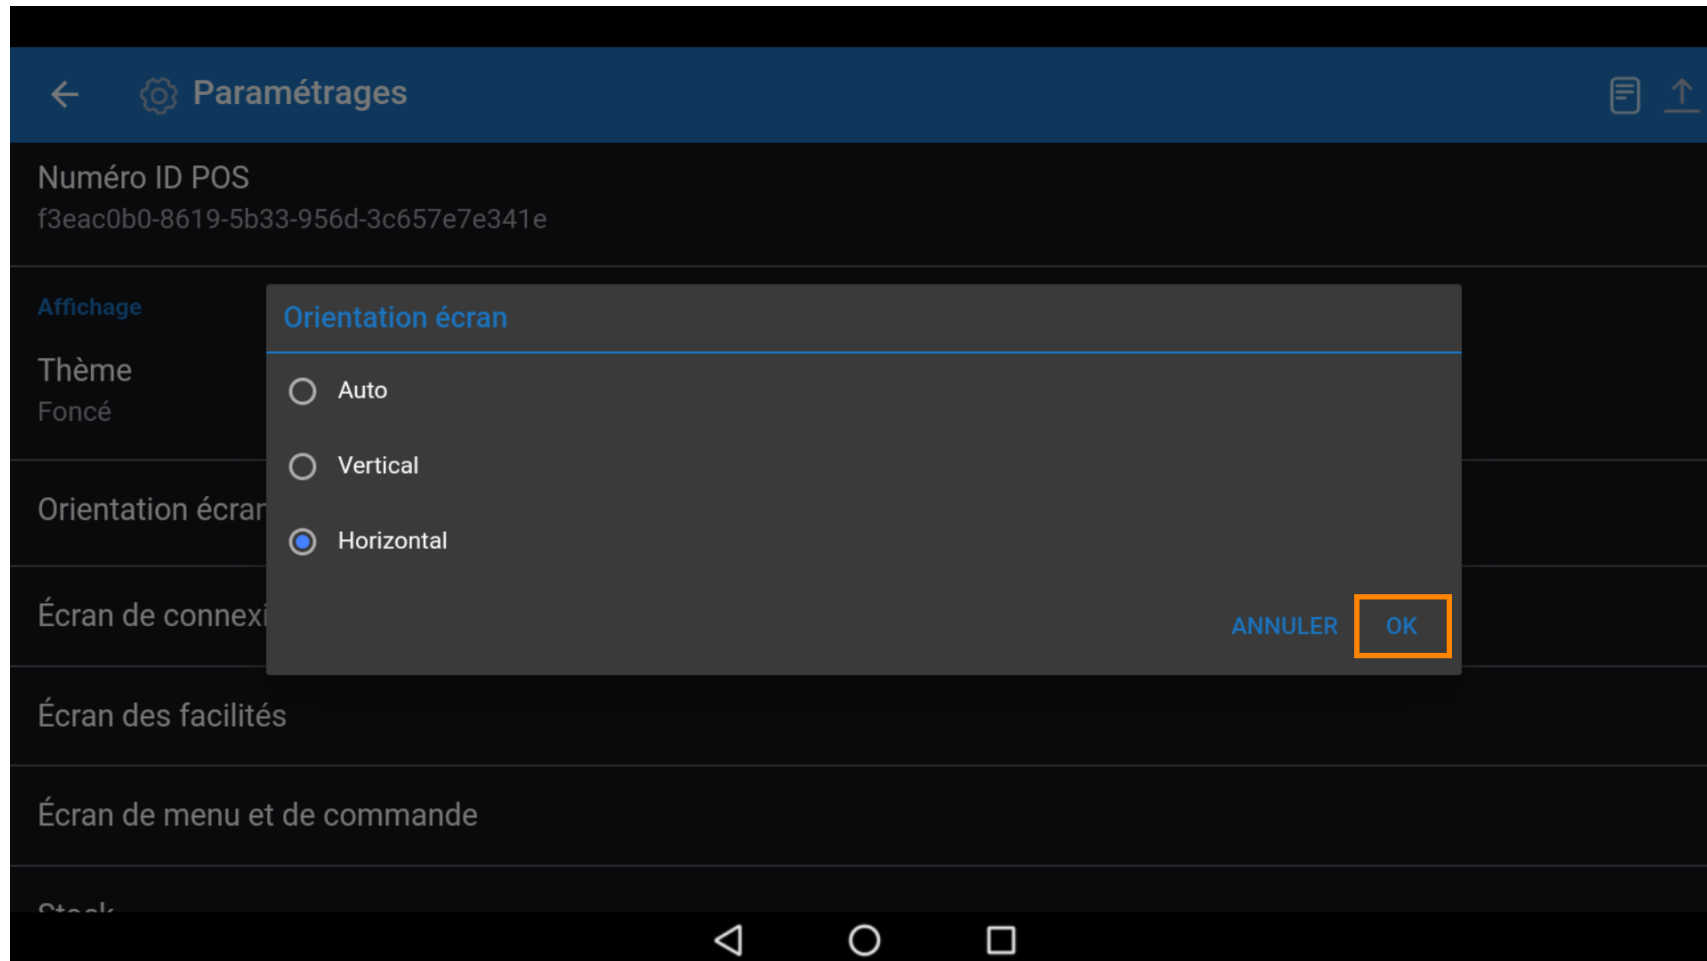 Paramétrages
Numéro ID POS
f3eac0b0-8619-5b33-956d-3c657e7e341e
Affichage
Thème
Foncé
Orientation écran
Auto
Vertical
Horizontal
ANNULER OK
Orientation écran
Écran de connexi
Écran des facilités
Écran de menu et de commande
Stock